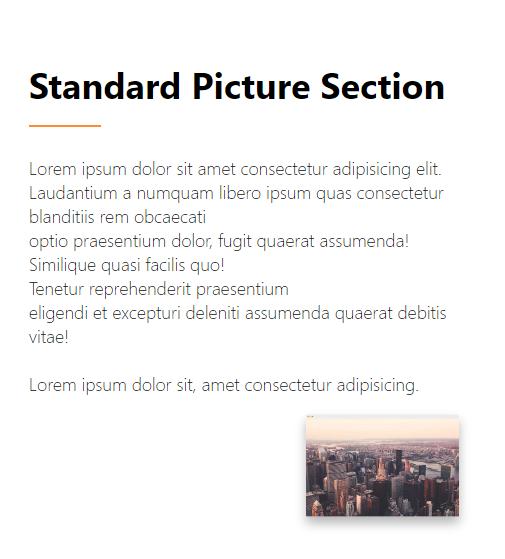 Standard Picture Section
Lorem ipsum dolor sit amet consectetur adipisicing elit.
Laudantium a numquam libero ipsum quas consectetur
blanditiis rem obcaecati
optio praesentium dolor, fugit quaerat assumenda!
Similique quasi facilis quo!
Tenetur reprehenderit praesentium
eligendi et excepturi deleniti assumenda quaerat debitis
vitae!
Lorem ipsum dolor sit, amet consectetur adipisicing.